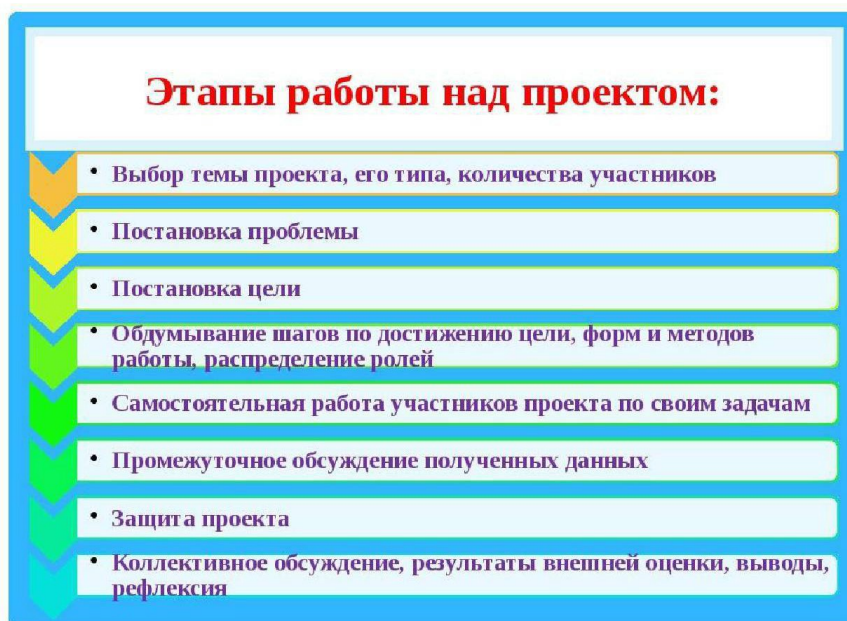 Этапы работы над проектом:
• Выбор темы проекта, его типа, количества участников
• Постановка проблемы
• Постановка цели
• Обдумывание шагов по достижению цели, форм и методов
работы, распределение ролей
• Самостоятельная работа участников проекта по своим задачам
• Промежуточное обсуждение полученных данных
• Защита проекта
• Коллективное обсуждение, результаты внешней оценки, выводы,
рефлексия